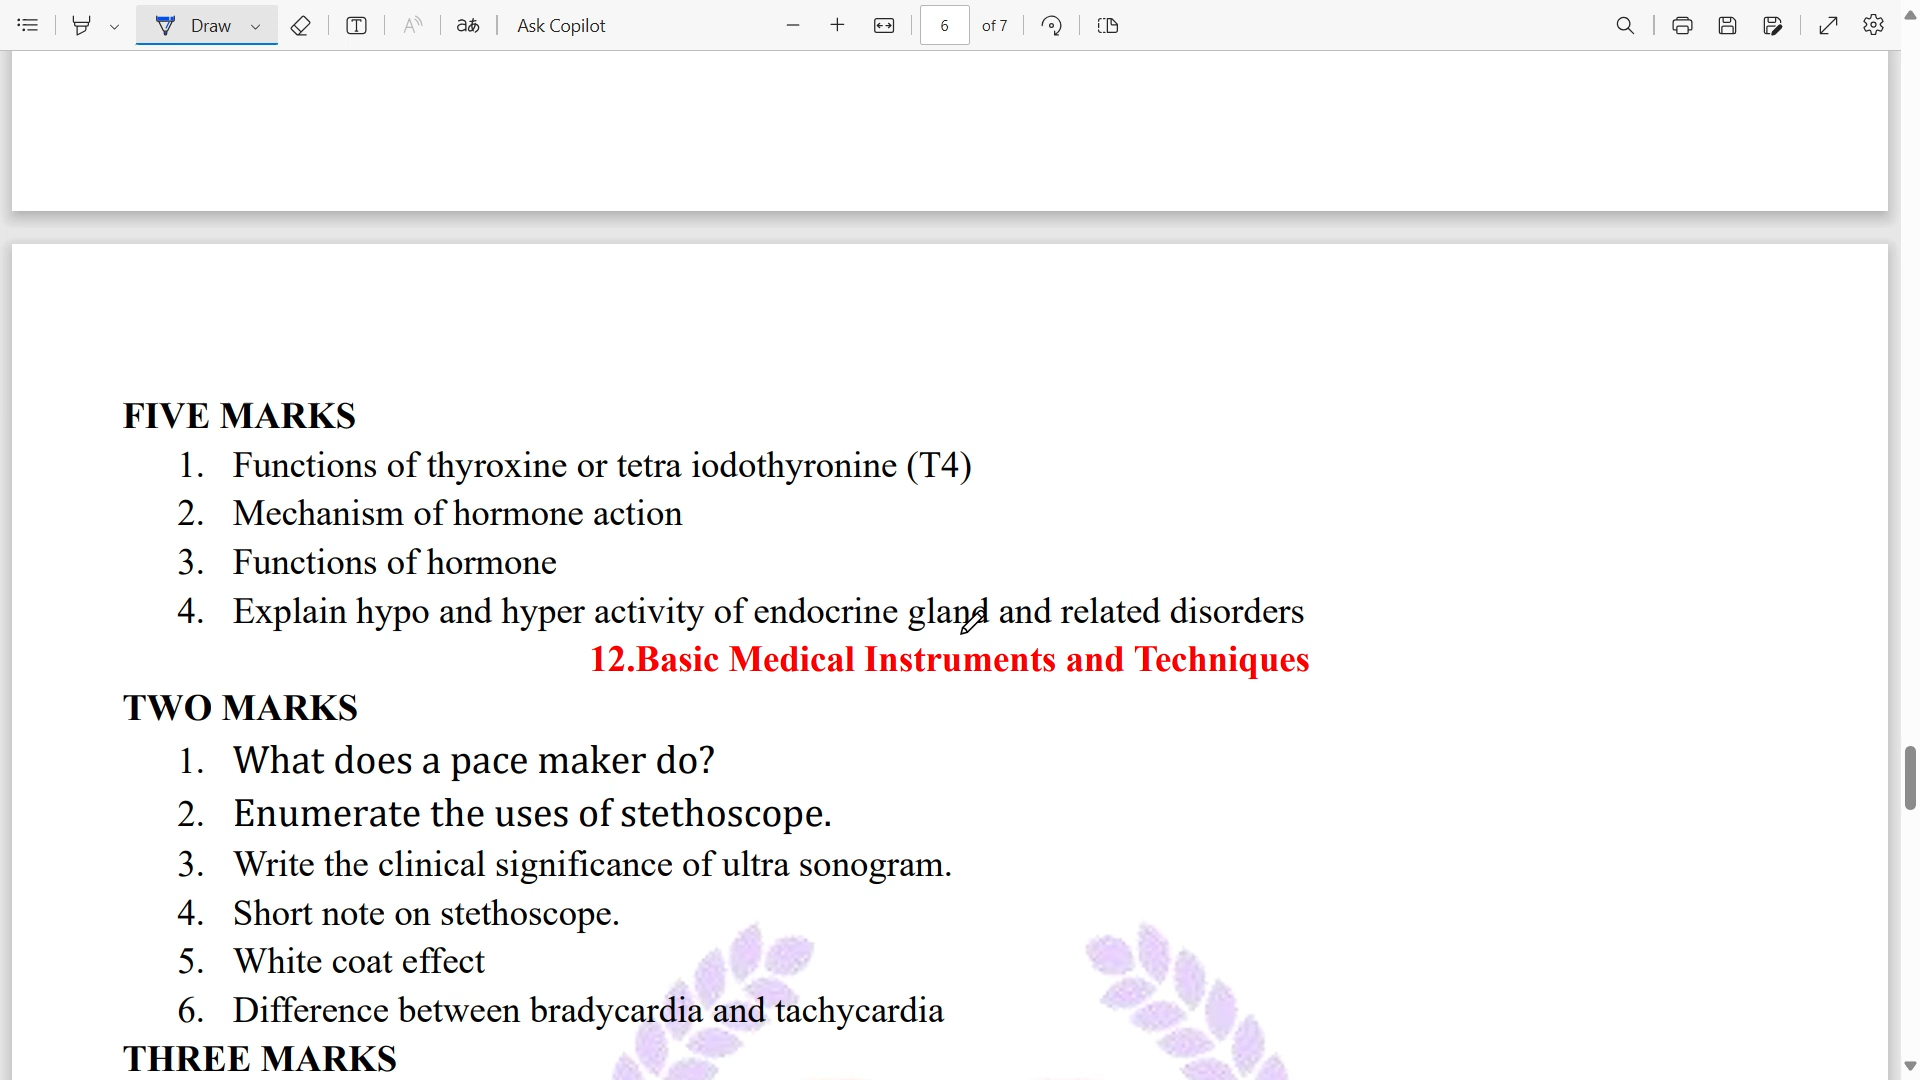 Draw
aあ
Ask Copilot
6 of 7
FIVE MARKS
1. Functions of thyroxine or tetra iodothyronine (T4)
2. Mechanism of hormone action
3. Functions of hormone
4. Explain hypo and hyper activity of endocrine gland and related disorders
12.Basic Medical Instruments and Techniques
TWO MARKS
1. What does a pace maker do?
2. Enumerate the uses of stethoscope.
3. Write the clinical significance of ultra sonogram.
4. Short note on stethoscope.
5. White coat effect
6. Difference between bradycardia and tachycardia
THREE MARKS